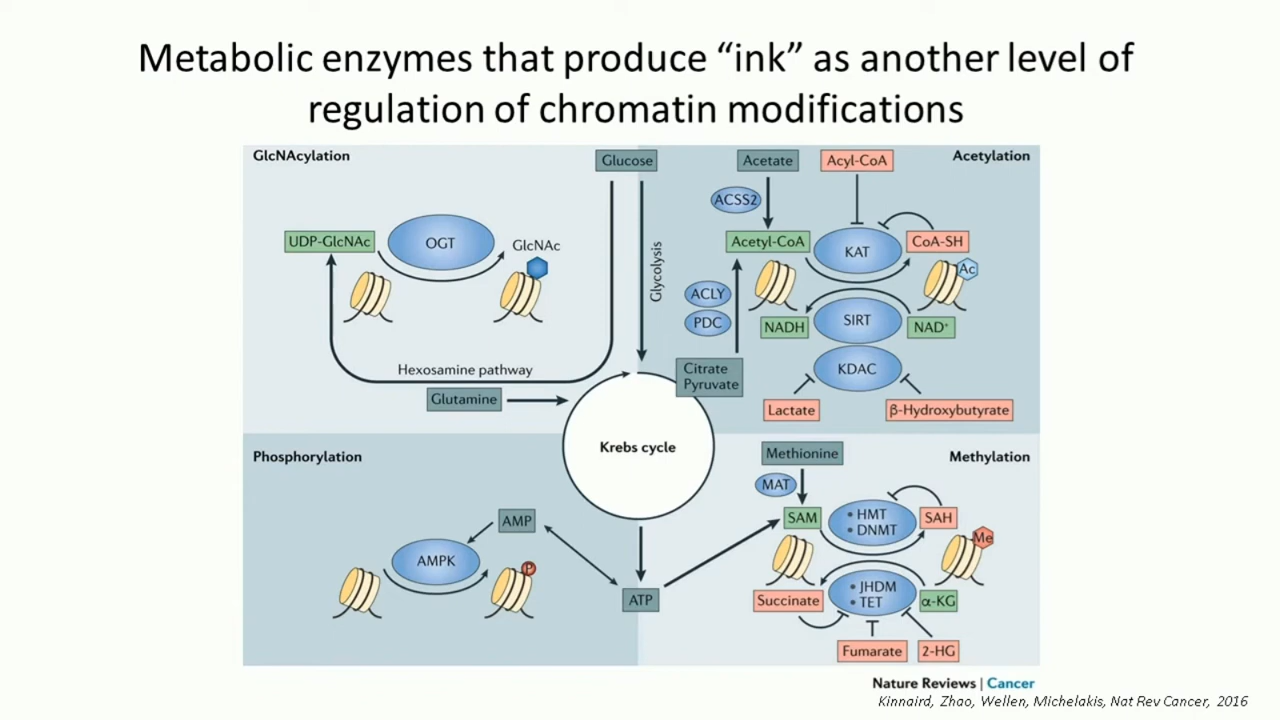 Metabolic enzymes that produce “ink” as another level of
regulation of chromatin modifications
GlcNAcylation
Glucose
UDP-GlcNAc
OGT
GlcNAc
Glycolysis
Hexosamine pathway
Glutamine
Acetate
Acyl-CoA
Acetylation
ACSS2
Acetyl-CoA
KAT
CoA-SH
Ac
ACLY
PDC
NADH
SIRT
NAD⁺
KDAC
Citrate
Pyruvate
Lactate
β-Hydroxybutyrate
Krebs cycle
Phosphorylation
AMP
AMPK
P
ATP
Methionine
Methylation
MAT
SAM
• HMT
• DNMT
SAH
Me
Succinate
• JHDM
• TET
α-KG
Fumarate
2-HG
Nature Reviews | Cancer
Kinnaird, Zhao, Wellen, Michelakis, Nat Rev Cancer, 2016